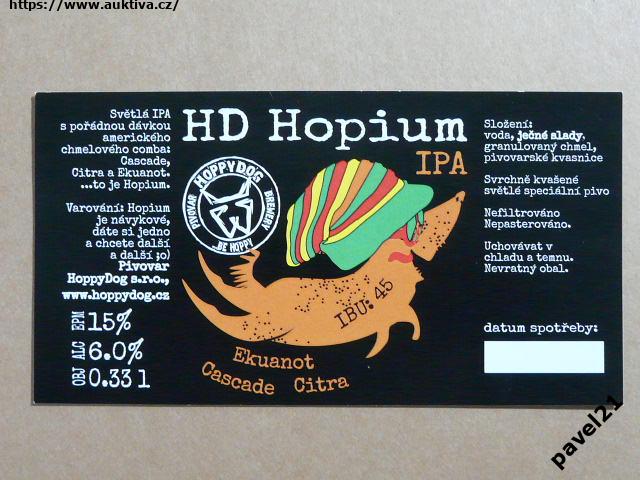 https://www.auktiva.cz/
Světlá IPA
s pořádnou dávkou
amerického
chmelového comba:
Cascade,
Citra a Ekuanot.
...to je Hopium.
Varování: Hopium
je návykové,
dáte si jedno
a chcete další
a další ;o)
Pivovar
HoppyDog s.r.o.,
www.hoppydog.cz
EPM 15%
ALC 6.0%
OBJ 0.33 l
HD Hopium
IPA
HOPPYDOG
PIVOVAR
BREWERY
...BE HOPPY
IBU: 45
Ekuanot
Cascade Citra
Složení:
voda, ječné slady,
granulovaný chmel,
pivovarské kvasnice
Svrchně kvašené
světlé speciální pivo
Nefiltrováno
Nepasterováno.
Uchovávat v
chladu a temnu.
Nevratný obal.
datum spotřeby:
pavel21